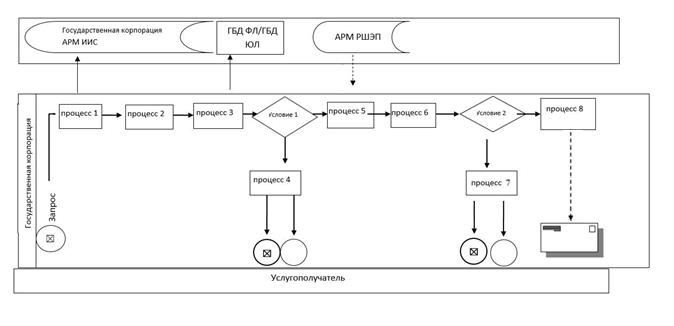 Государственная корпорация
АРМ ИИС
ГБД ФЛ/ГБД
ЮЛ
АРМ РШЭП
Государственная корпорация
Запрос
процесс 1
процесс 2
процесс 3
условие 1
процесс 5
процесс 6
условие 2
процесс 8
процесс 4
процесс 7
Услугополучатель